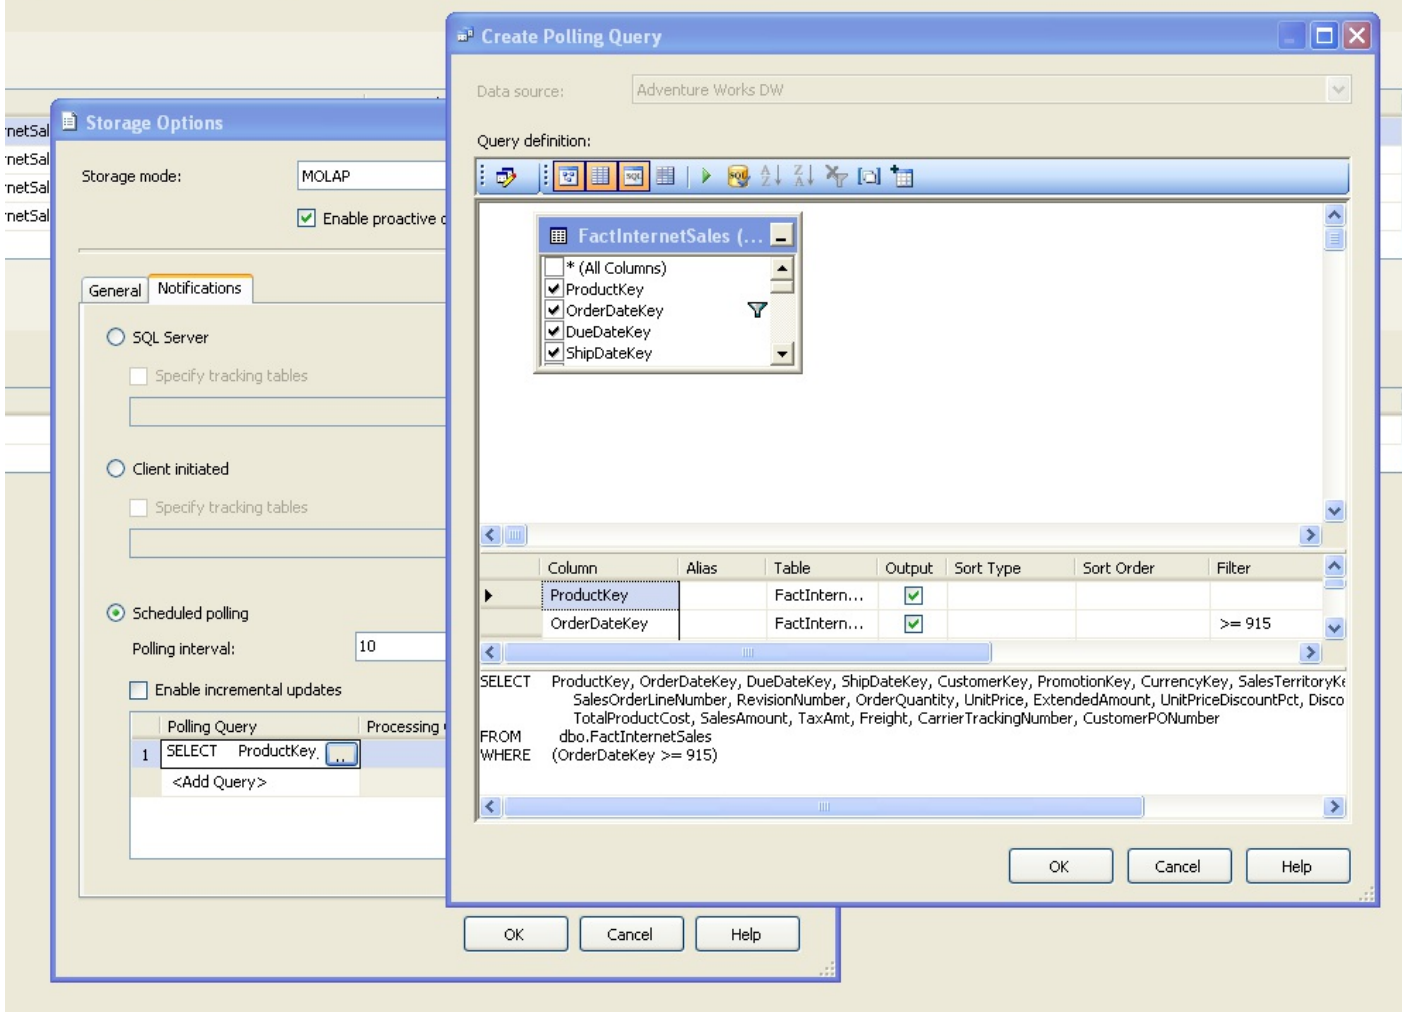 Create Polling Query
Data source:
Adventure Works DW
Query definition:
FactInternetSales (...
* (All Columns)
ProductKey
OrderDateKey
DueDateKey
ShipDateKey
Column Alias Table Output Sort Type Sort Order Filter
ProductKey FactIntern...
OrderDateKey FactIntern... >= 915
SELECT ProductKey, OrderDateKey, DueDateKey, ShipDateKey, CustomerKey, PromotionKey, CurrencyKey, SalesTerritoryKe
SalesOrderLineNumber, RevisionNumber, OrderQuantity, UnitPrice, ExtendedAmount, UnitPriceDiscountPct, Disco
TotalProductCost, SalesAmount, TaxAmt, Freight, CarrierTrackingNumber, CustomerPONumber
FROM dbo.FactInternetSales
WHERE (OrderDateKey >= 915)
OK Cancel Help
Storage Options
Storage mode:
MOLAP
Enable proactive c
General Notifications
SQL Server
Specify tracking tables
Client initiated
Specify tracking tables
Scheduled polling
Polling interval:
10
Enable incremental updates
Polling Query Processing
1 SELECT ProductKey, ..
<Add Query>
OK Cancel Help
rnetSal
rnetSal
rnetSal
rnetSal